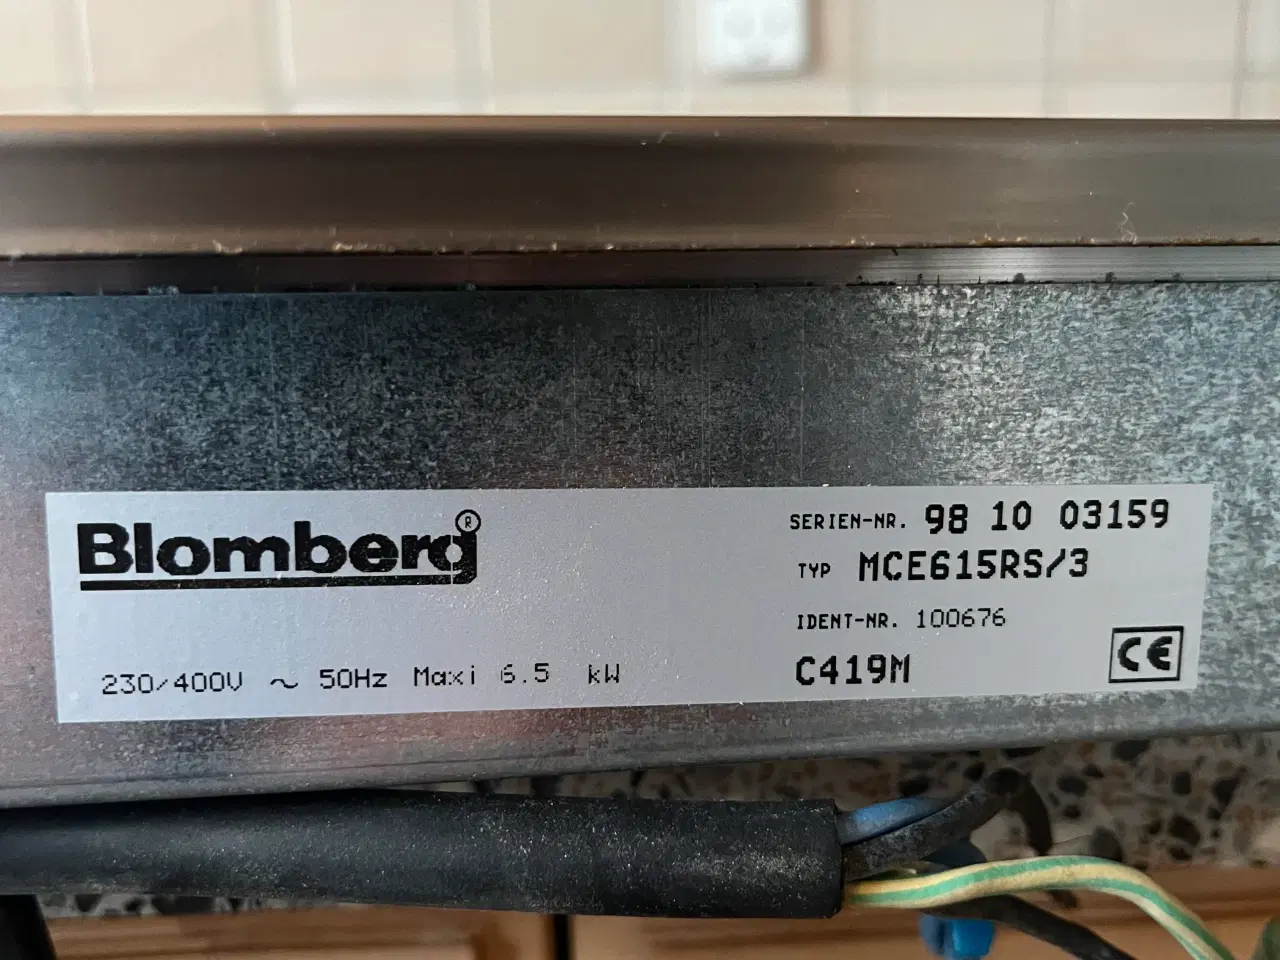 Blomberg®
SERIEN-NR. 98 10 03159
TYP MCE615RS/3
IDENT-NR. 100676
230/400V ~ 50Hz Maxi 6.5 kW
C419M
CE